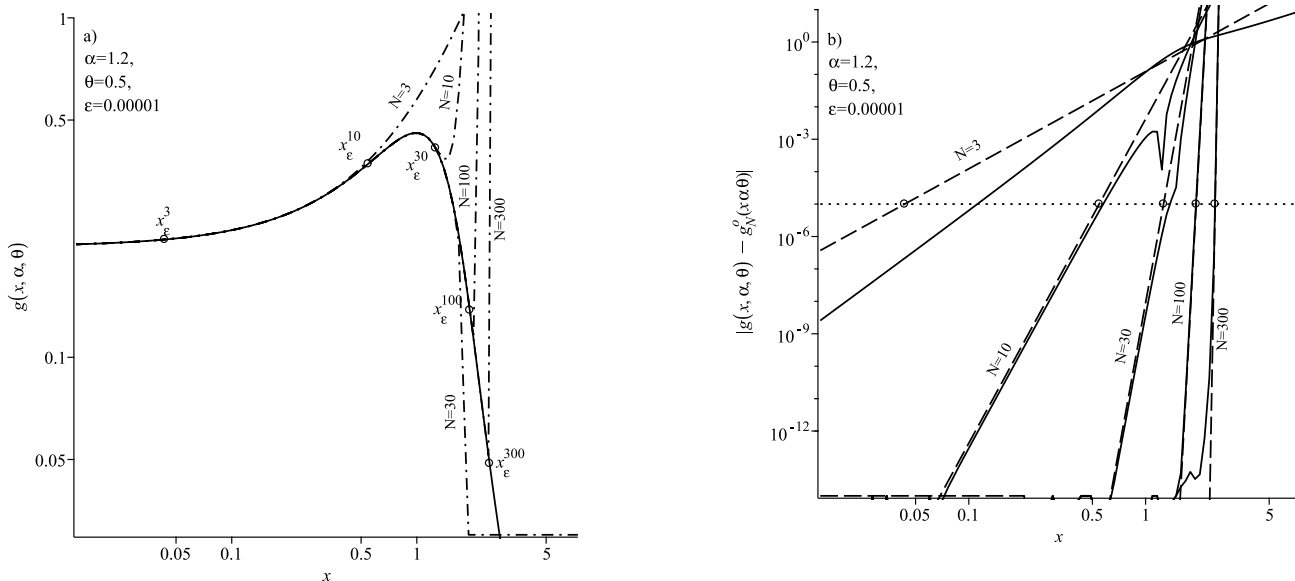 a)
α=1.2,
θ=0.5,
ε=0.00001
1
0.5
0.1
0.05
g(x, α, θ)
N=3
N=10
N=100
N=300
N=30
x_ε^3
x_ε^10
x_ε^30
x_ε^100
x_ε^300
0.05 0.1 0.5 1 5
x
b)
α=1.2,
θ=0.5,
ε=0.00001
10^0
10^-3
10^-6
10^-9
10^-12
|g(x, α, θ) − g_N^o(xαθ)|
N=3
N=10
N=30
N=100
N=300
0.05 0.1 0.5 1 5
x